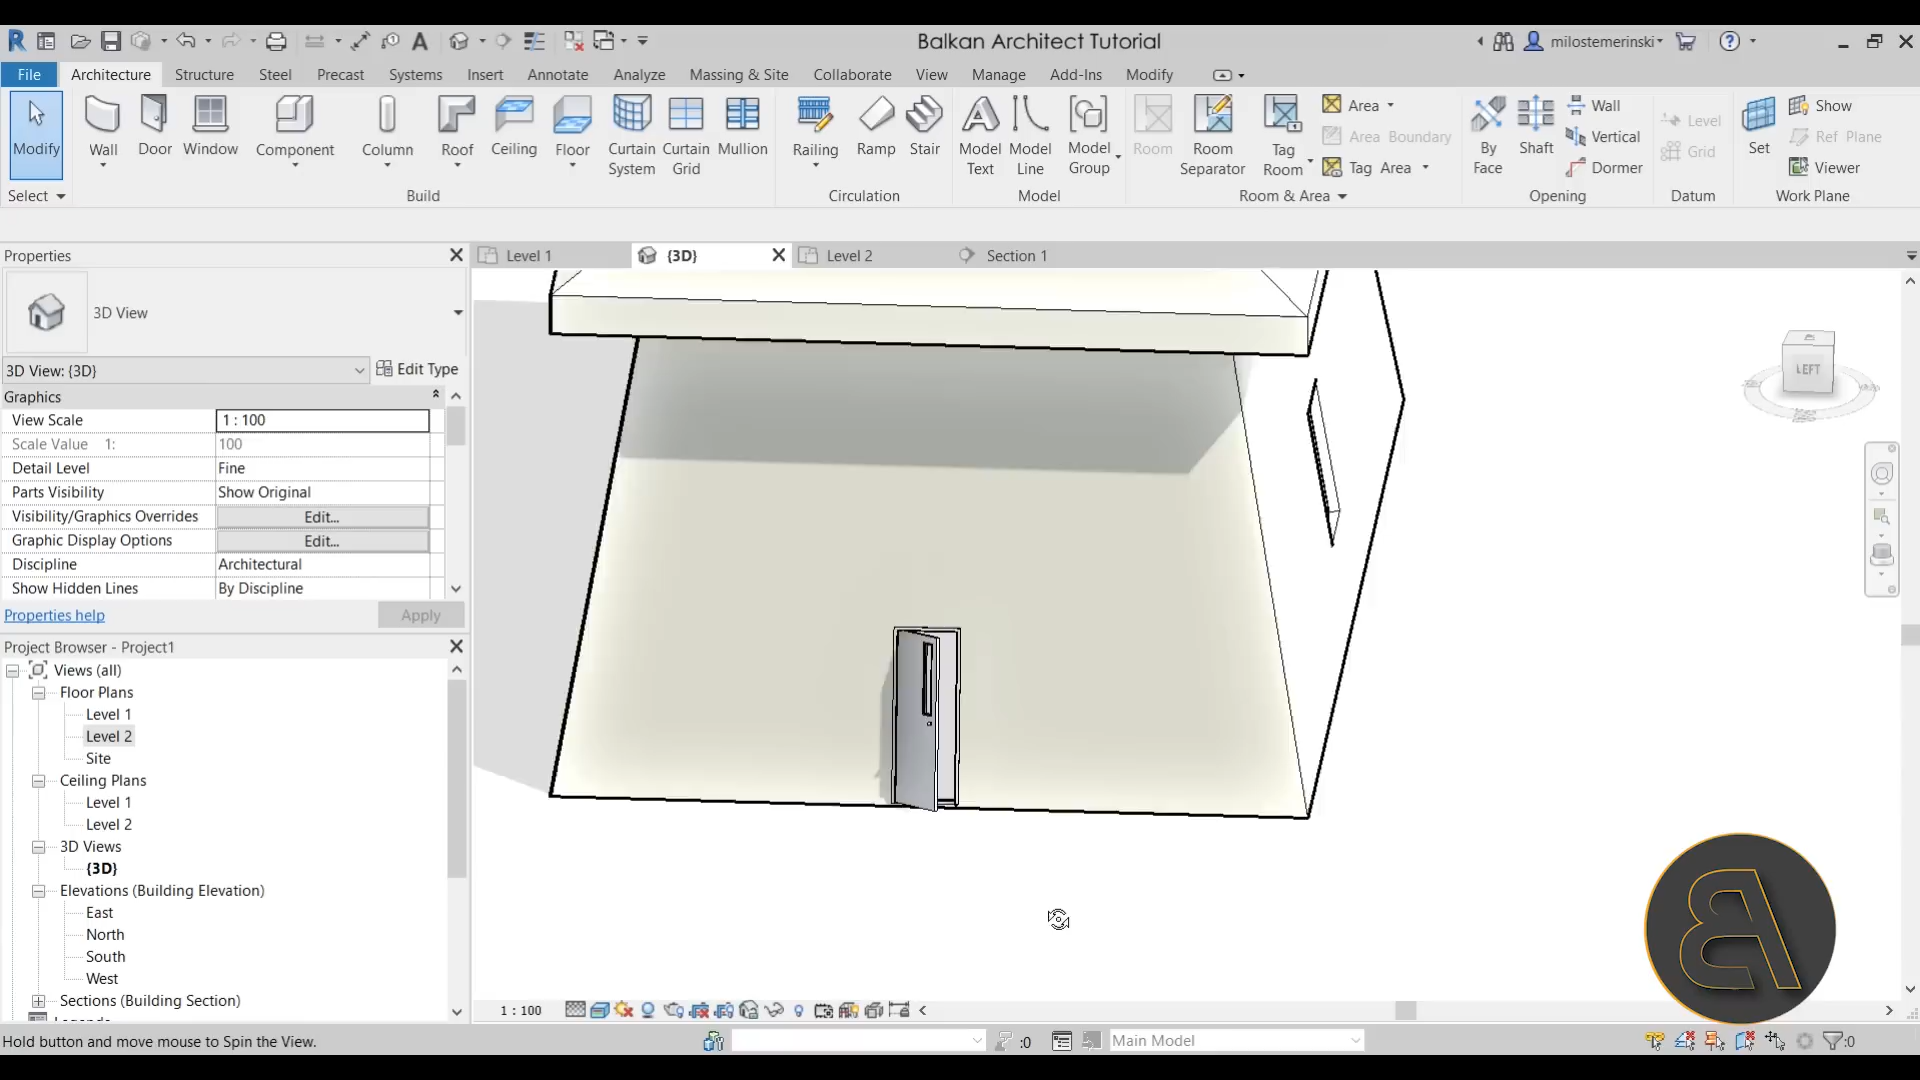 Balkan Architect Tutorial
milostemerinski
File Architecture Structure Steel Precast Systems Insert Annotate Analyze Massing & Site Collaborate View Manage Add-Ins Modify
Modify
Wall
Door
Window
Component
Column
Roof
Ceiling
Floor
Curtain System
Curtain Grid
Mullion
Railing
Ramp
Stair
Model Text
Model Line
Model Group
Room
Room Separator
Tag Room
Area
Area Boundary
Tag Area
By Face
Shaft
Wall
Vertical
Dormer
Level
Grid
Set
Show
Ref Plane
Viewer
Select
Build
Circulation
Model
Room & Area
Opening
Datum
Work Plane
Properties
Level 1
{3D}
Level 2
Section 1
3D View
3D View: {3D}
Edit Type
Graphics
View Scale 1 : 100
Scale Value 1: 100
Detail Level Fine
Parts Visibility Show Original
Visibility/Graphics Overrides Edit...
Graphic Display Options Edit...
Discipline Architectural
Show Hidden Lines By Discipline
Properties help
Apply
LEFT
Project Browser - Project1
Views (all)
Floor Plans
Level 1
Level 2
Site
Ceiling Plans
Level 1
Level 2
3D Views
{3D}
Elevations (Building Elevation)
East
North
South
West
Sections (Building Section)
1 : 100
Hold button and move mouse to Spin the View.
:0
Main Model
:0